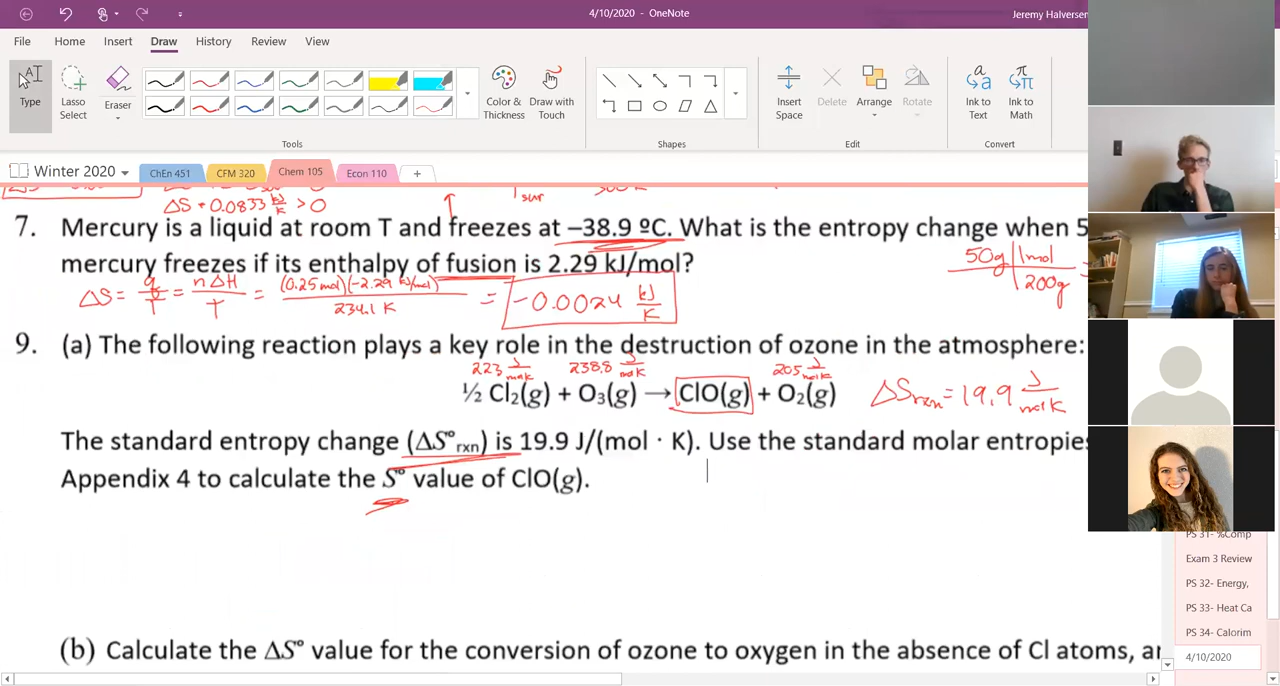 4/10/2020 - OneNote
Jeremy Halversen
File Home Insert Draw History Review View
Type
Lasso Select
Eraser
Color & Thickness
Draw with Touch
Insert Space
Delete
Arrange
Rotate
Ink to Text
Ink to Math
Tools
Shapes
Edit
Convert
Winter 2020 ChEn 451 CFM 320 Chem 105 Econ 110 +
ΔS + 0.0833 kJ/K > 0
sur
7. Mercury is a liquid at room T and freezes at –38.9 ºC. What is the entropy change when 5
50g | 1mol
mercury freezes if its enthalpy of fusion is 2.29 kJ/mol?
| 200g
ΔS = q/T = nΔH/T = (0.25 mol)(-2.29 kJ/mol)/234.1 K = -0.0024 kJ/K
9. (a) The following reaction plays a key role in the destruction of ozone in the atmosphere:
223 J/molK 238.8 J/molK 205 J/molK
½ Cl₂(g) + O₃(g) → ClO(g) + O₂(g) ΔSrxn = 19.9 J/molK
The standard entropy change (ΔS°rxn) is 19.9 J/(mol · K). Use the standard molar entropies
Appendix 4 to calculate the S° value of ClO(g).
(b) Calculate the ΔS° value for the conversion of ozone to oxygen in the absence of Cl atoms, an
PS 31- %Comp
Exam 3 Review
PS 32- Energy,
PS 33- Heat Ca
PS 34- Calorim
4/10/2020